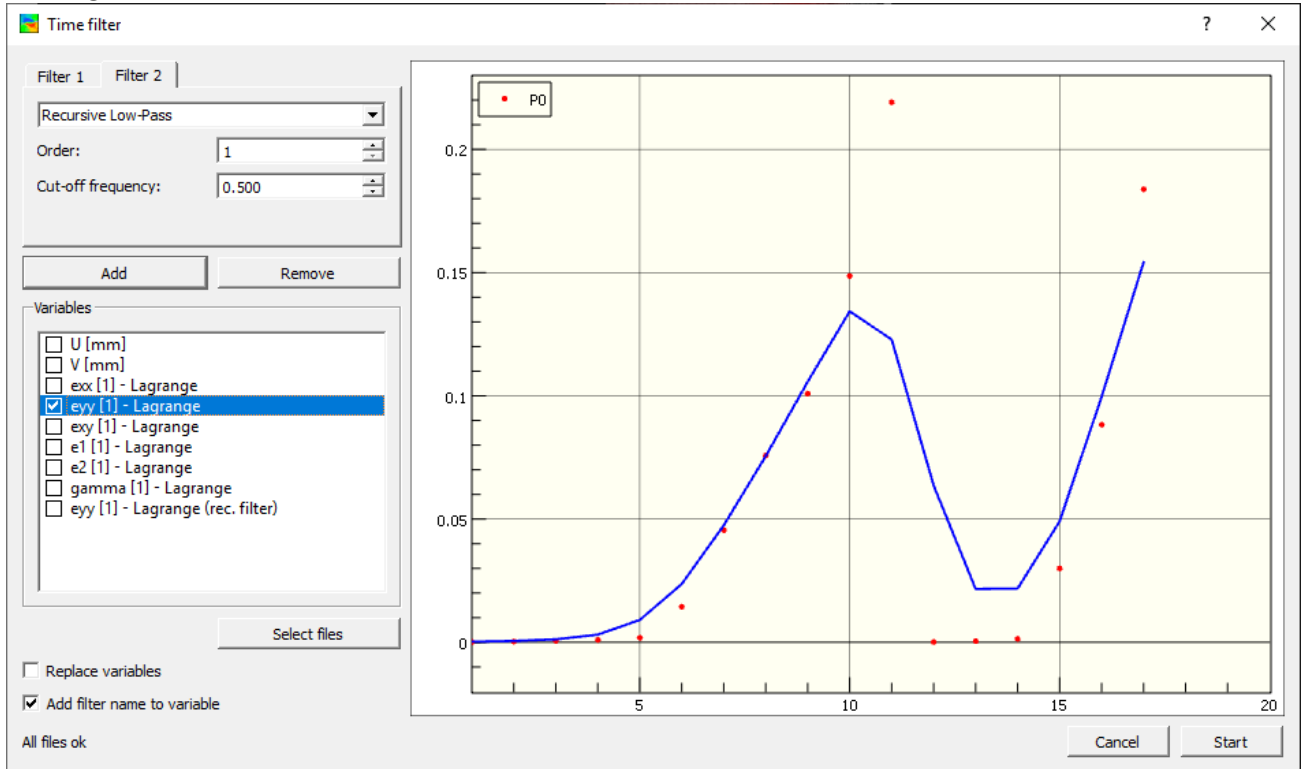 Time filter
?
Filter 1
Filter 2
Recursive Low-Pass
Order:
1
Cut-off frequency:
0.500
Add
Remove
Variables
U [mm]
V [mm]
exx [1] - Lagrange
eyy [1] - Lagrange
exy [1] - Lagrange
e1 [1] - Lagrange
e2 [1] - Lagrange
gamma [1] - Lagrange
eyy [1] - Lagrange (rec. filter)
Select files
Replace variables
Add filter name to variable
All files ok
P0
0.2
0.15
0.1
0.05
0
5
10
15
20
Cancel
Start